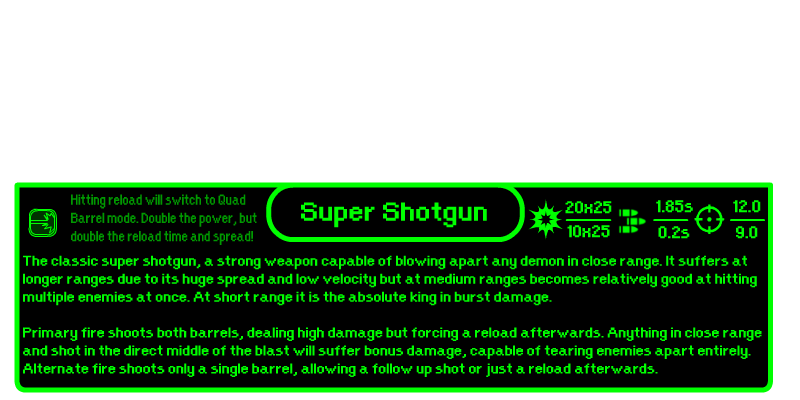 Hitting reload will switch to Quad
Barrel mode. Double the power, but
double the reload time and spread!
Super Shotgun
20x25
10x25
1.85s
0.2s
12.0
9.0
The classic super shotgun, a strong weapon capable of blowing apart any demon in close range. It suffers at
longer ranges due to its huge spread and low velocity but at medium ranges becomes relatively good at hitting
multiple enemies at once. At short range it is the absolute king in burst damage.
Primary fire shoots both barrels, dealing high damage but forcing a reload afterwards. Anything in close range
and shot in the direct middle of the blast will suffer bonus damage, capable of tearing enemies apart entirely.
Alternate fire shoots only a single barrel, allowing a follow up shot or just a reload afterwards.